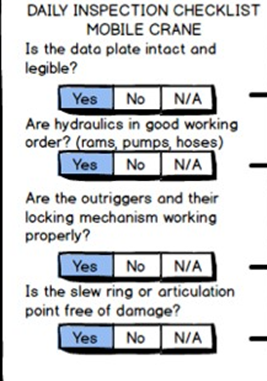 DAILY INSPECTION CHECKLIST
MOBILE CRANE
Is the data plate intact and
legible?
Yes No N/A
Are hydraulics in good working
order? (rams, pumps, hoses)
Yes No N/A
Are the outriggers and their
locking mechanism working
properly?
Yes No N/A
Is the slew ring or articulation
point free of damage?
Yes No N/A